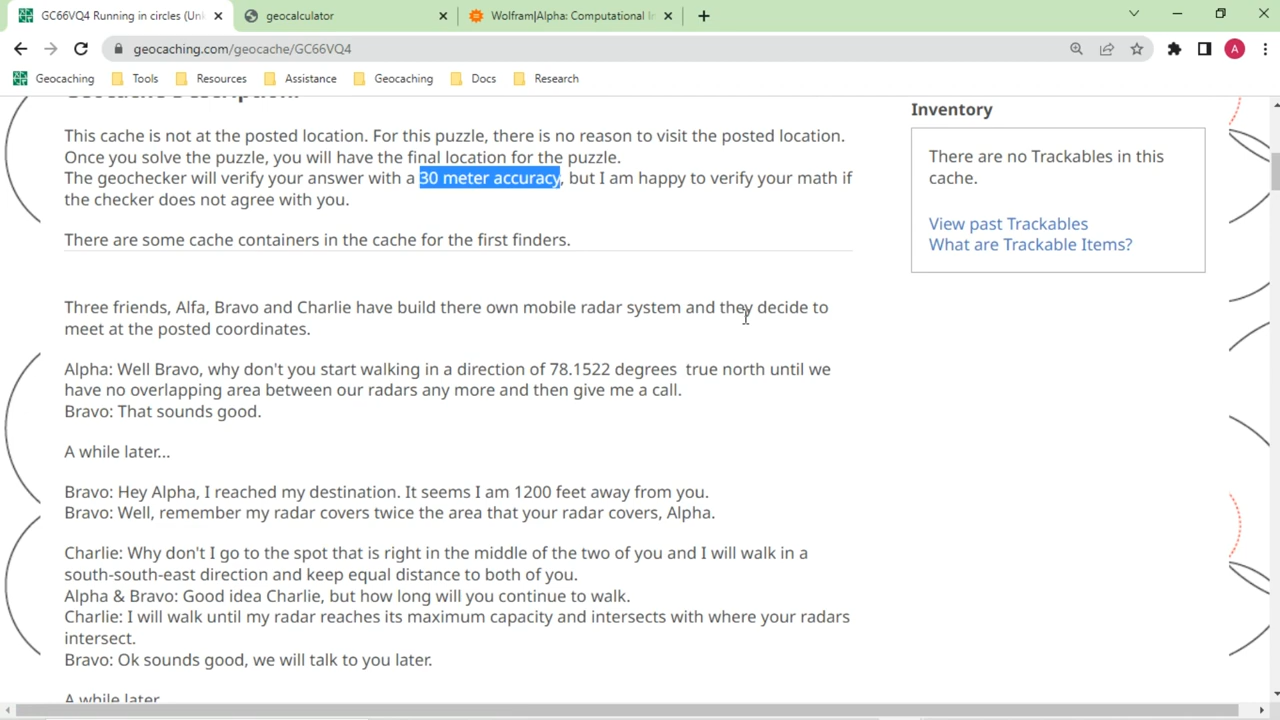 GC66VQ4 Running in circles (Un
geocalculator
Wolfram|Alpha: Computational I
geocaching.com/geocache/GC66VQ4
A
Geocaching
Tools
Resources
Assistance
Geocaching
Docs
Research
This cache is not at the posted location. For this puzzle, there is no reason to visit the posted location.
Once you solve the puzzle, you will have the final location for the puzzle.
The geochecker will verify your answer with a 30 meter accuracy, but I am happy to verify your math if
the checker does not agree with you.
There are some cache containers in the cache for the first finders.
Three friends, Alfa, Bravo and Charlie have build there own mobile radar system and they decide to
meet at the posted coordinates.
Alpha: Well Bravo, why don't you start walking in a direction of 78.1522 degrees  true north until we
have no overlapping area between our radars any more and then give me a call.
Bravo: That sounds good.
A while later...
Bravo: Hey Alpha, I reached my destination. It seems I am 1200 feet away from you.
Bravo: Well, remember my radar covers twice the area that your radar covers, Alpha.
Charlie: Why don't I go to the spot that is right in the middle of the two of you and I will walk in a
south-south-east direction and keep equal distance to both of you.
Alpha & Bravo: Good idea Charlie, but how long will you continue to walk.
Charlie: I will walk until my radar reaches its maximum capacity and intersects with where your radars
intersect.
Bravo: Ok sounds good, we will talk to you later.
A while later
Inventory
There are no Trackables in this
cache.
View past Trackables
What are Trackable Items?